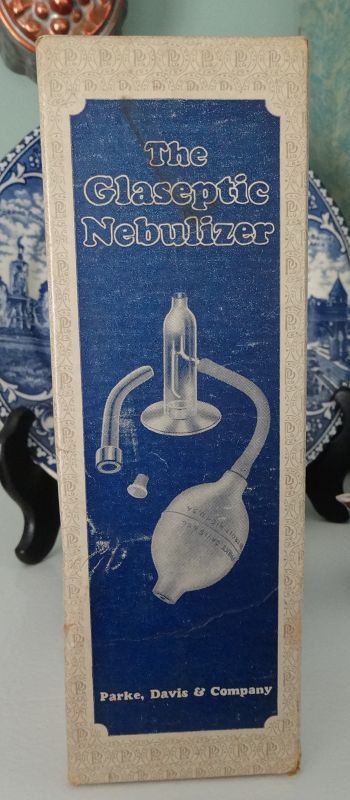 The
Glaseptic
Nebulizer
Parke, Davis & Company